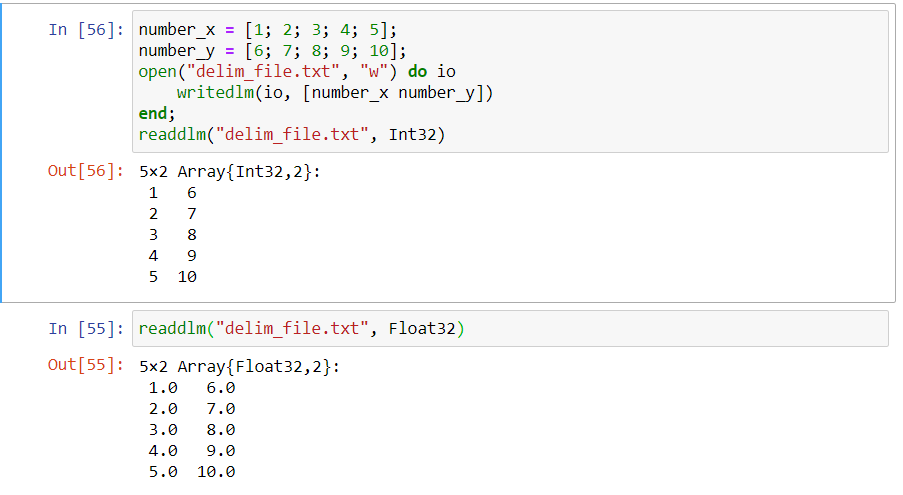 In [56]: number_x = [1; 2; 3; 4; 5];
number_y = [6; 7; 8; 9; 10];
open("delim_file.txt", "w") do io
    writedlm(io, [number_x number_y])
end;
readdlm("delim_file.txt", Int32)
Out[56]: 5×2 Array{Int32,2}:
 1   6
 2   7
 3   8
 4   9
 5  10
In [55]: readdlm("delim_file.txt", Float32)
Out[55]: 5×2 Array{Float32,2}:
 1.0   6.0
 2.0   7.0
 3.0   8.0
 4.0   9.0
 5.0  10.0